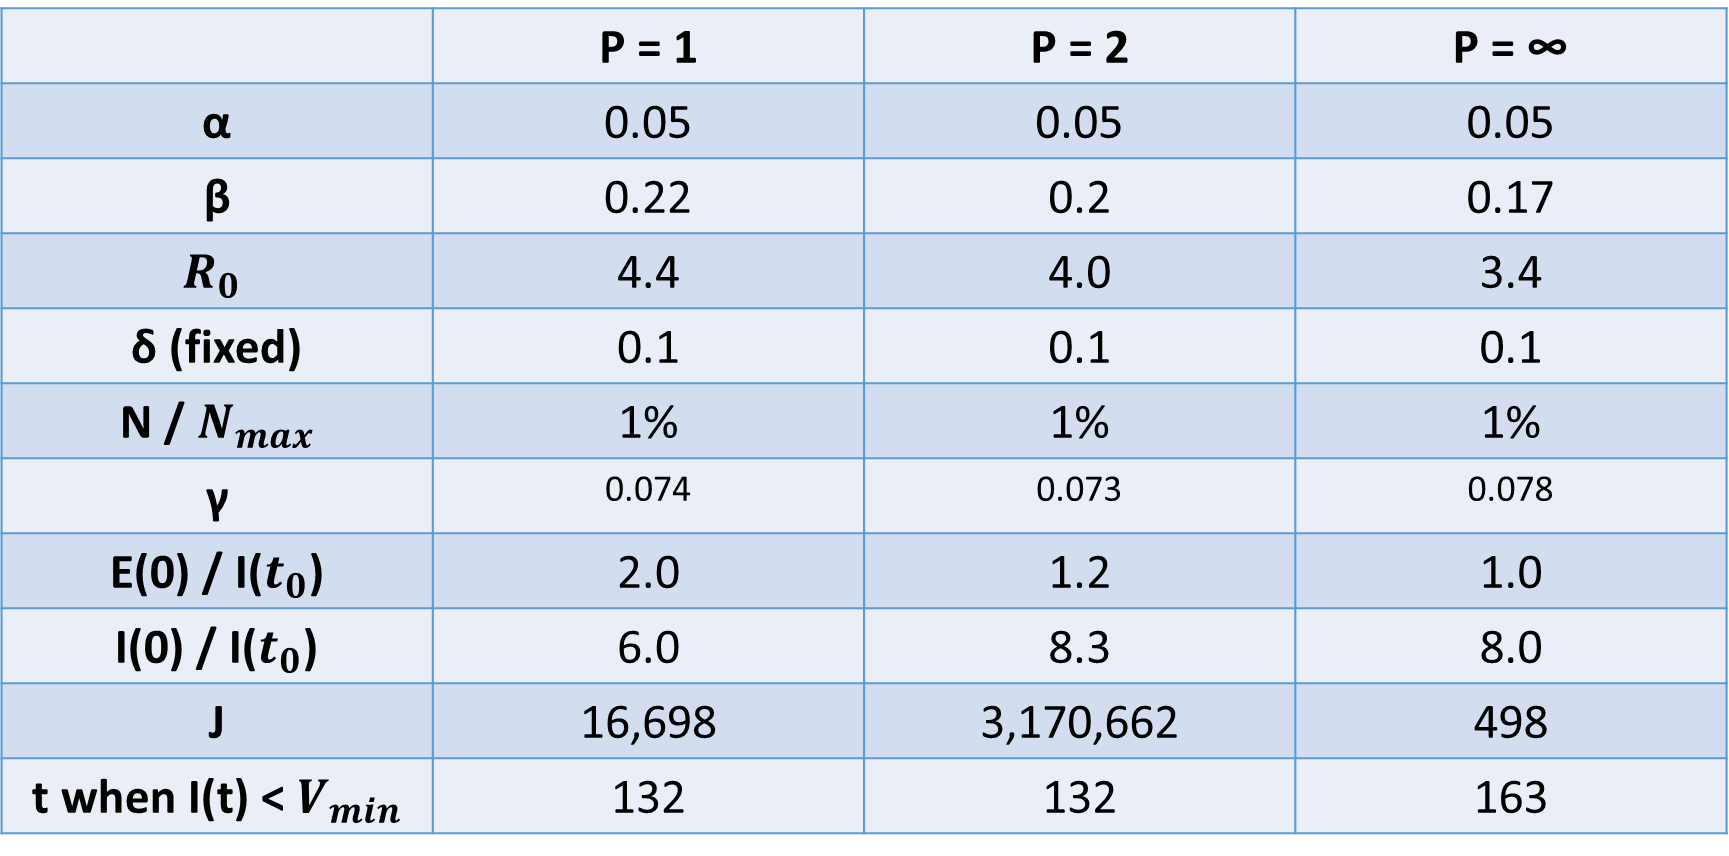 P = 1 P = 2 P = ∞
α 0.05 0.05 0.05
β 0.22 0.2 0.17
R₀ 4.4 4.0 3.4
δ (fixed) 0.1 0.1 0.1
N / Nmax 1% 1% 1%
γ 0.074 0.073 0.078
E(0) / I(t₀) 2.0 1.2 1.0
I(0) / I(t₀) 6.0 8.3 8.0
J 16,698 3,170,662 498
t when I(t) < Vmin 132 132 163